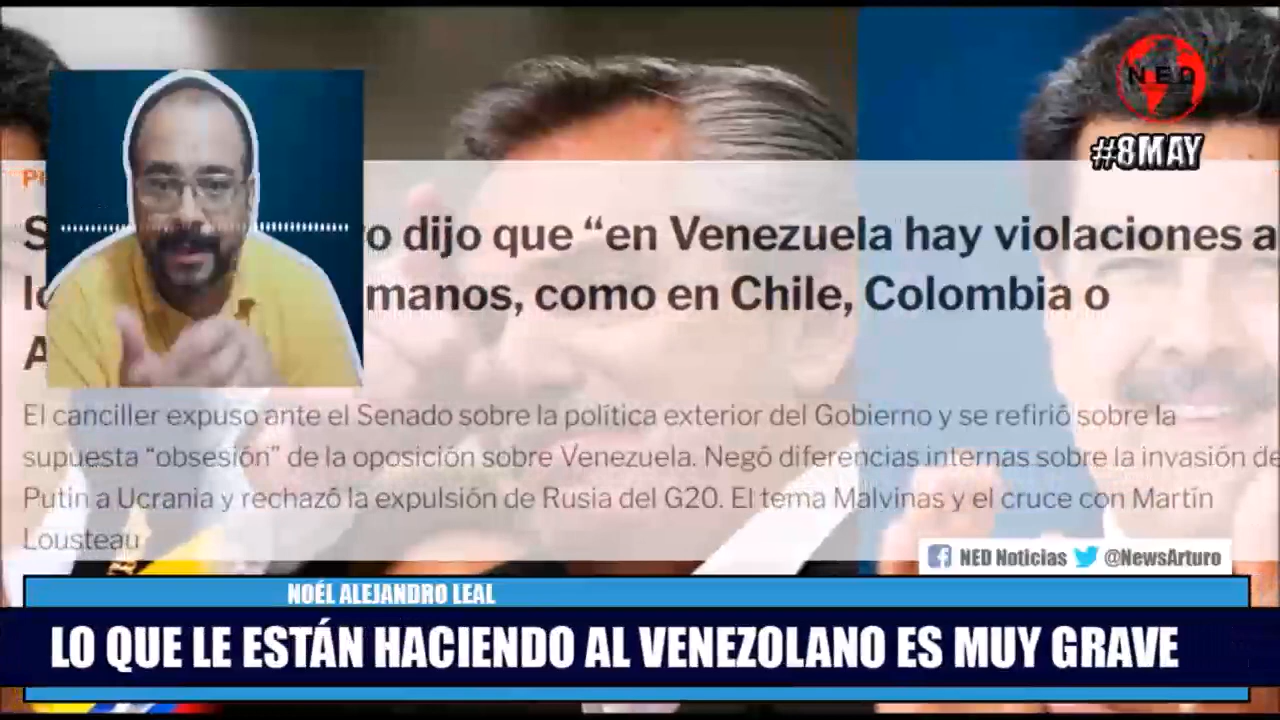 NED
#8MAY
o dijo que “en Venezuela hay violaciones a
manos, como en Chile, Colombia o
El canciller expuso ante el Senado sobre la política exterior del Gobierno y se refirió sobre la
supuesta “obsesión” de la oposición sobre Venezuela. Negó diferencias internas sobre la invasión de
Putin a Ucrania y rechazó la expulsión de Rusia del G20. El tema Malvinas y el cruce con Martín
Lousteau
NED Noticias @NewsArturo
NOÉL ALEJANDRO LEAL
LO QUE LE ESTÁN HACIENDO AL VENEZOLANO ES MUY GRAVE